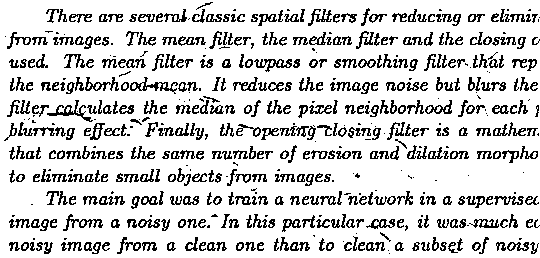 There are several classic spatial filters for reducing or elimin
from images. The mean filter, the median filter and the closing o
used. The mean filter is a lowpass or smoothing filter that rep
the neighborhood mean. It reduces the image noise but blurs the
filter calculates the median of the pixel neighborhood for each p
blurring effect. Finally, the opening closing filter is a mathem
that combines the same number of erosion and dilation morpho
to eliminate small objects from images.
The main goal was to train a neural network in a supervised
image from a noisy one. In this particular case, it was much ea
noisy image from a clean one than to clean a subset of noisy